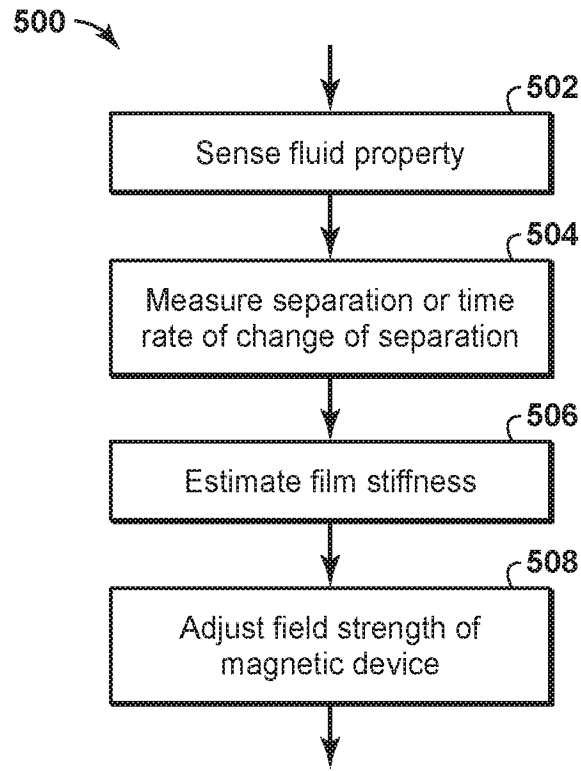 500
502
Sense fluid property
504
Measure separation or time
rate of change of separation
506
Estimate film stiffness
508
Adjust field strength of
magnetic device